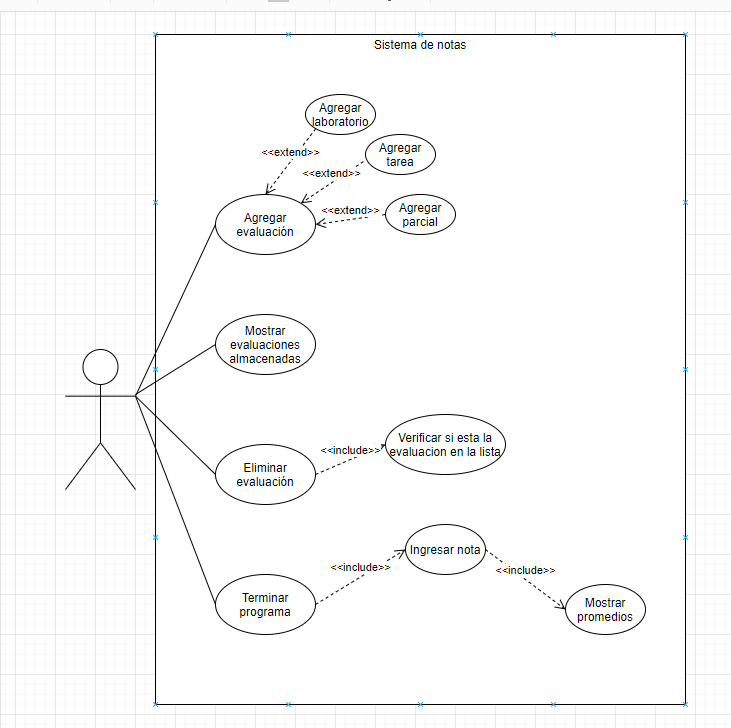 Sistema de notas
Agregar
laboratorio
<<extend>>
Agregar
tarea
<<extend>>
Agregar
parcial
<<extend>>
Agregar
evaluación
Mostrar
evaluaciones
almacenadas
Verificar si esta la
evaluacion en la lista
<<include>>
Eliminar
evaluación
Ingresar nota
<<include>>
<<include>>
Terminar
programa
Mostrar
promedios